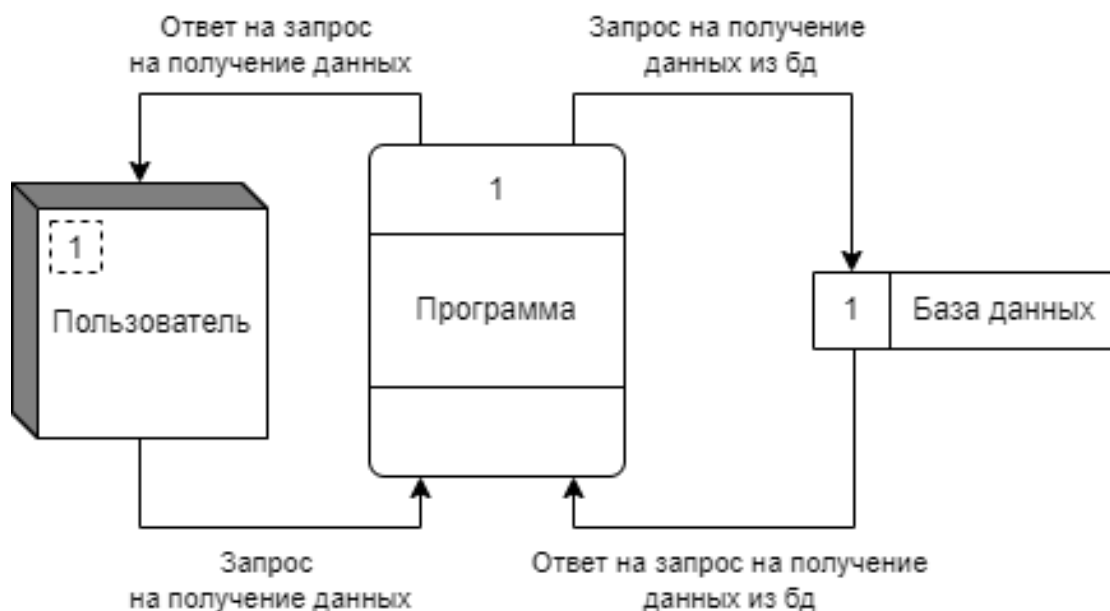 Ответ на запрос
на получение данных
Запрос на получение
данных из бд
1
Пользователь
1
Программа
1
База данных
Запрос
на получение данных
Ответ на запрос на получение
данных из бд